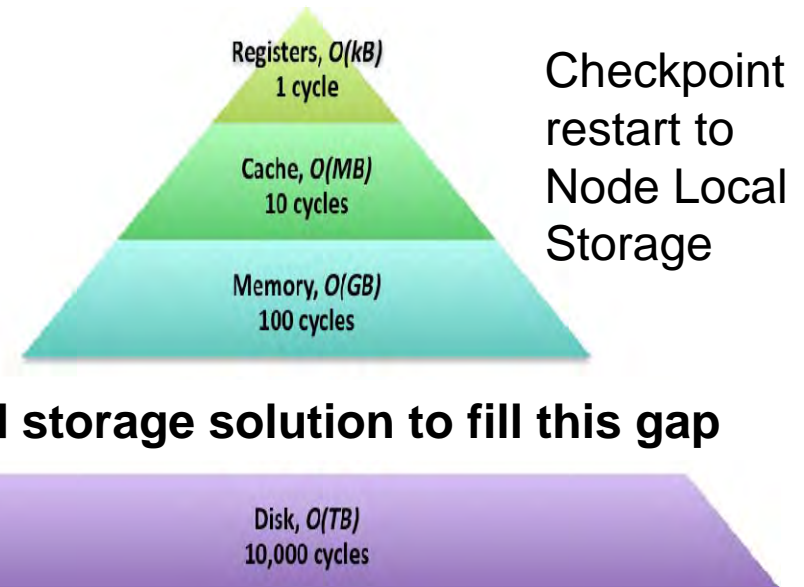 Registers, O(kB)
1 cycle
Cache, O(MB)
10 cycles
Memory, O(GB)
100 cycles
Checkpoint
restart to
Node Local
Storage
storage solution to fill this gap
Disk, O(TB)
10,000 cycles